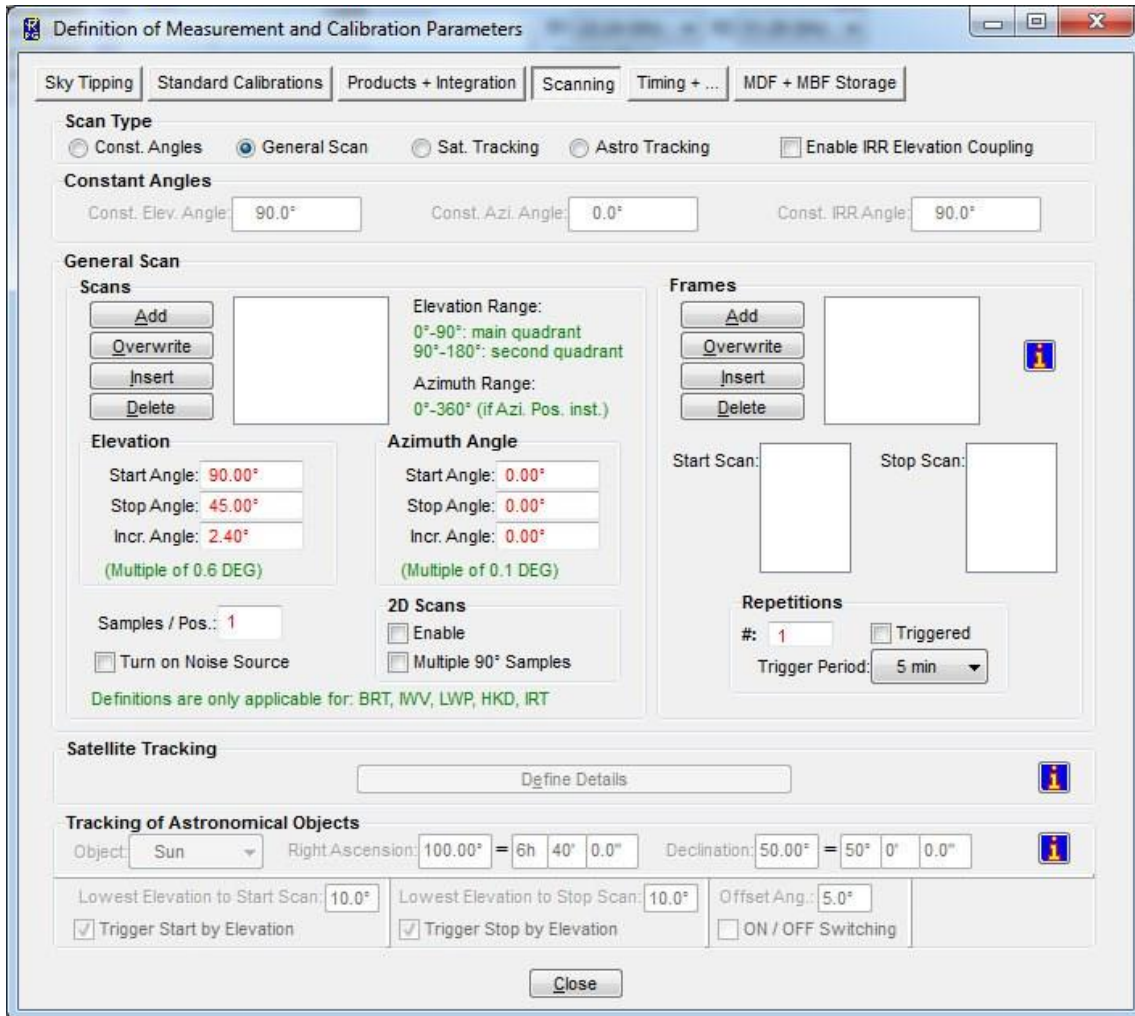 Definition of Measurement and Calibration Parameters
Sky Tipping Standard Calibrations Products + Integration Scanning Timing + ... MDF + MBF Storage
Scan Type
Const. Angles General Scan Sat. Tracking Astro Tracking Enable IRR Elevation Coupling
Constant Angles
Const. Elev. Angle: 90.0° Const. Azi. Angle: 0.0° Const. IRR Angle: 90.0°
General Scan
Scans
Add
Overwrite
Insert
Delete
Elevation Range:
0°-90°: main quadrant
90°-180°: second quadrant
Azimuth Range:
0°-360° (if Azi. Pos. inst.)
Elevation
Start Angle: 90.00°
Stop Angle: 45.00°
Incr. Angle: 2.40°
(Multiple of 0.6 DEG)
Azimuth Angle
Start Angle: 0.00°
Stop Angle: 0.00°
Incr. Angle: 0.00°
(Multiple of 0.1 DEG)
Samples / Pos.: 1
Turn on Noise Source
2D Scans
Enable
Multiple 90° Samples
Definitions are only applicable for: BRT, IWV, LWP, HKD, IRT
Frames
Add
Overwrite
Insert
Delete
i
Start Scan: Stop Scan:
Repetitions
#: 1 Triggered
Trigger Period: 5 min
Satellite Tracking
Define Details
i
Tracking of Astronomical Objects
Object: Sun Right Ascension: 100.00° = 6h 40' 0.0" Declination: 50.00° = 50° 0' 0.0"
i
Lowest Elevation to Start Scan: 10.0° Lowest Elevation to Stop Scan: 10.0° Offset Ang.: 5.0°
Trigger Start by Elevation Trigger Stop by Elevation ON / OFF Switching
Close